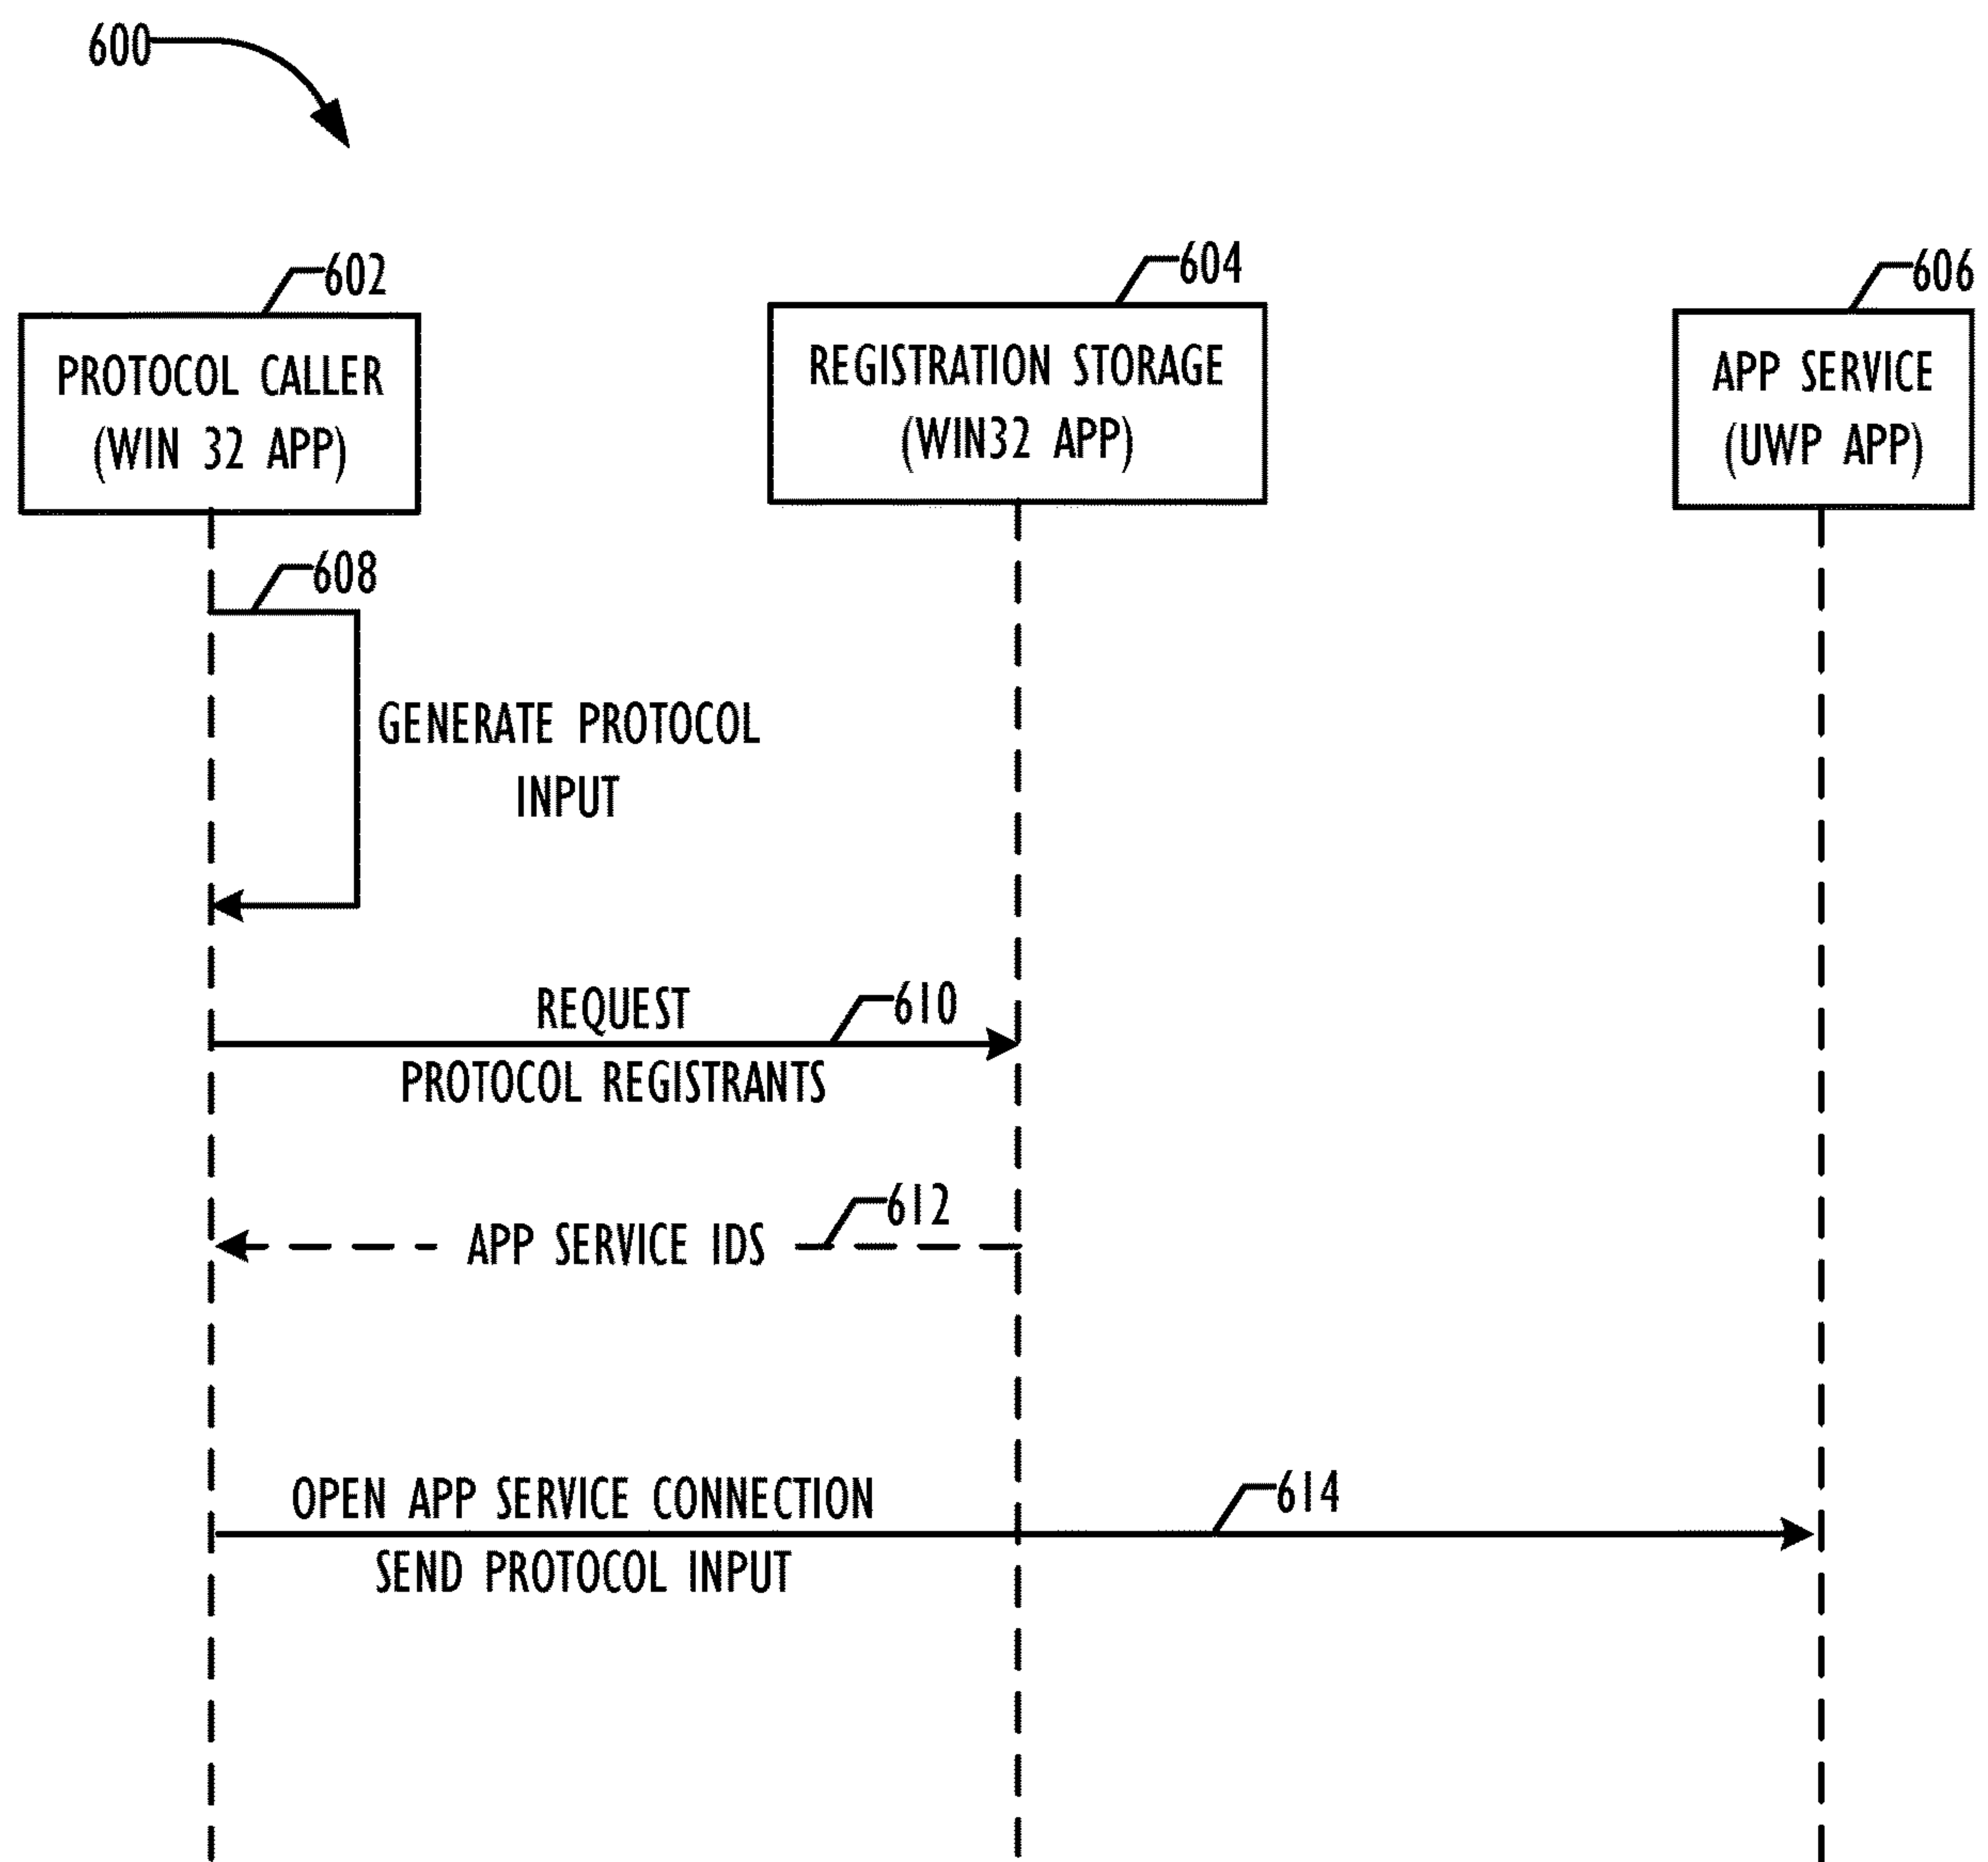 600
602
604
606
PROTOCOL CALLER
(WIN 32 APP)
REGISTRATION STORAGE
(WIN32 APP)
APP SERVICE
(UWP APP)
608
GENERATE PROTOCOL
INPUT
REQUEST
610
PROTOCOL REGISTRANTS
612
APP SERVICE IDS
OPEN APP SERVICE CONNECTION
614
SEND PROTOCOL INPUT